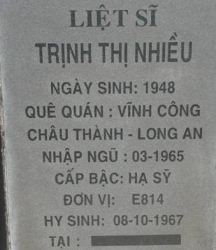 LIỆT SĨ
TRỊNH THỊ NHIỀU
NGÀY SINH: 1948
QUÊ QUÁN : VĨNH CÔNG
CHÂU THÀNH - LONG AN
NHẬP NGŨ : 03-1965
CẤP BẬC: HẠ SỸ
ĐƠN VỊ: E814
HY SINH: 08-10-1967
TẠI :